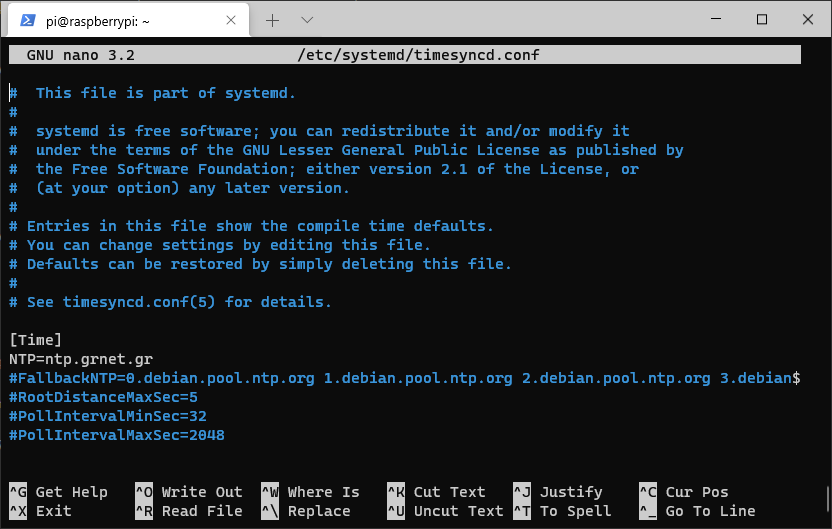 pi@raspberrypi: ~
GNU nano 3.2 /etc/systemd/timesyncd.conf
#  This file is part of systemd.
#
#  systemd is free software; you can redistribute it and/or modify it
#  under the terms of the GNU Lesser General Public License as published by
#  the Free Software Foundation; either version 2.1 of the License, or
#  (at your option) any later version.
#
# Entries in this file show the compile time defaults.
# You can change settings by editing this file.
# Defaults can be restored by simply deleting this file.
#
# See timesyncd.conf(5) for details.
[Time]
NTP=ntp.grnet.gr
#FallbackNTP=0.debian.pool.ntp.org 1.debian.pool.ntp.org 2.debian.pool.ntp.org 3.debian$
#RootDistanceMaxSec=5
#PollIntervalMinSec=32
#PollIntervalMaxSec=2048
^G Get Help ^O Write Out ^W Where Is ^K Cut Text ^J Justify ^C Cur Pos
^X Exit ^R Read File ^\ Replace ^U Uncut Text ^T To Spell ^_ Go To Line